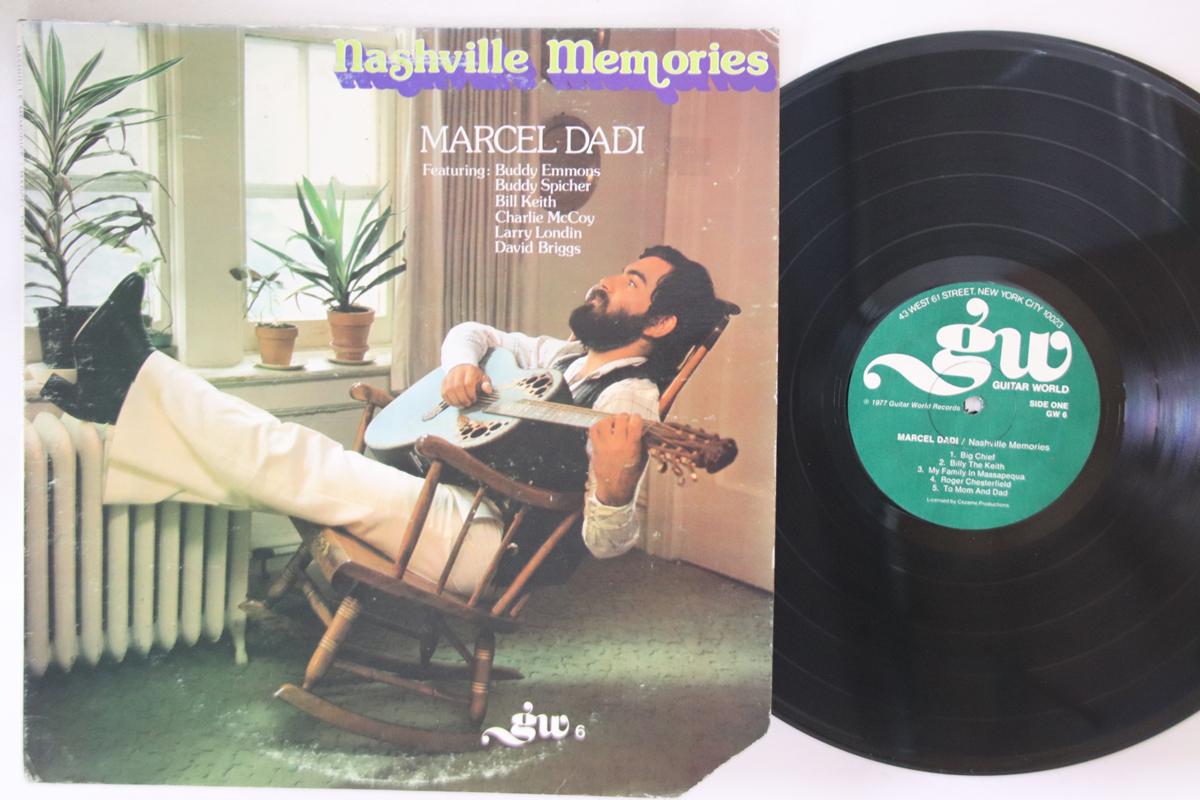 Nashville Memories
MARCEL DADI
Featuring: Buddy Emmons
Buddy Spicher
Bill Keith
Charlie McCoy
Larry Londin
David Briggs
gw 6
43 WEST 61 STREET, NEW YORK CITY 10023
gw
GUITAR WORLD
℗ 1977 Guitar World Records
SIDE ONE
GW 6
MARCEL DADI / Nashville Memories
1. Big Chief
2. Billy The Keith
3. My Family In Massapequa
4. Roger Chesterfield
5. To Mom And Dad
Licensed by Cezame Productions